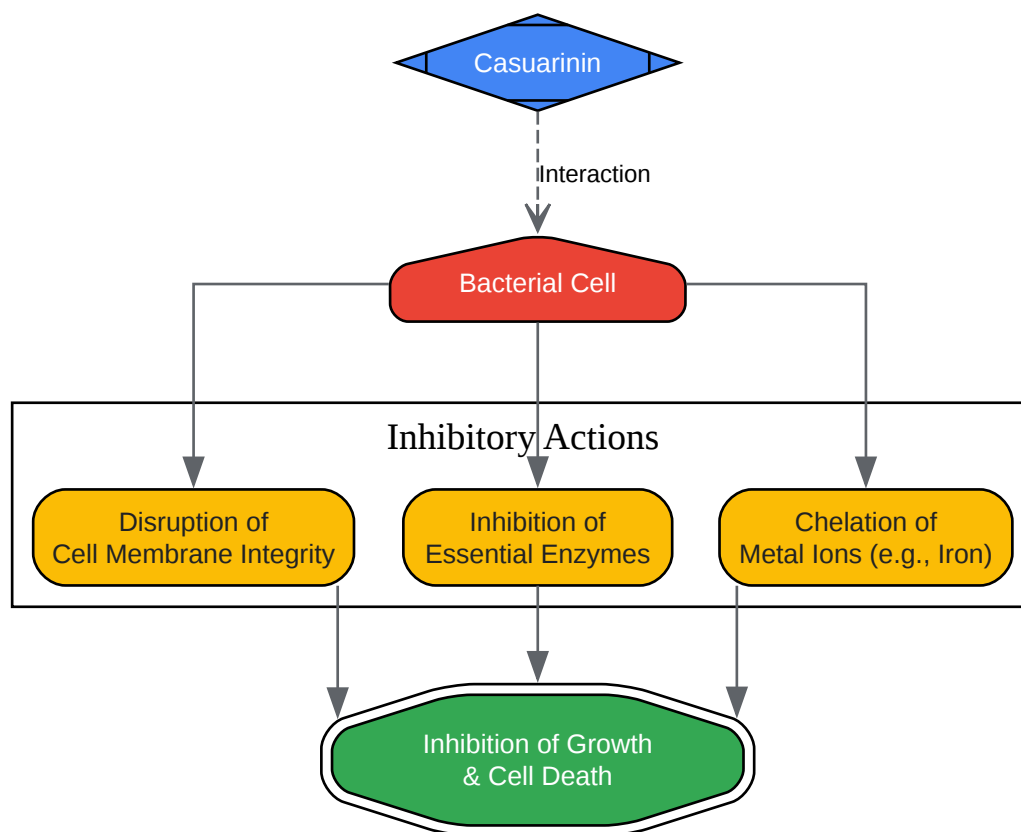 Casuarinin
Interaction
Bacterial Cell
Inhibitory Actions
Disruption of
Cell Membrane Integrity
Inhibition of
Essential Enzymes
Chelation of
Metal Ions (e.g., Iron)
Inhibition of Growth
& Cell Death